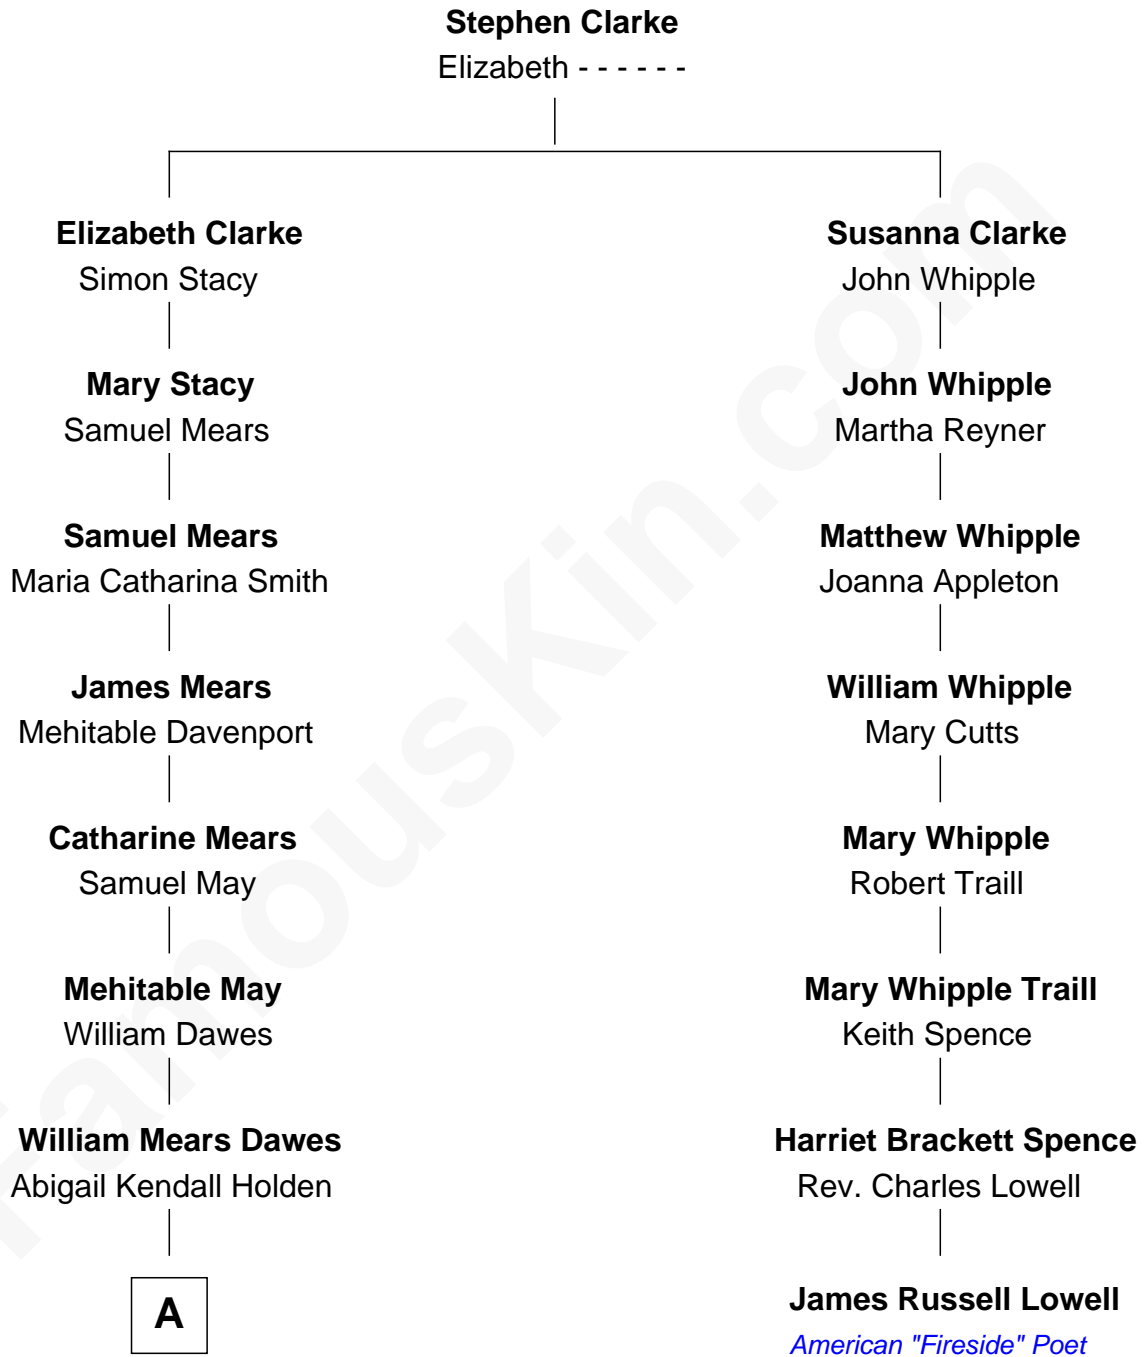 Stephen Clarke
Elizabeth - - - - - -
Elizabeth Clarke
Simon Stacy
Susanna Clarke
John Whipple
Mary Stacy
Samuel Mears
John Whipple
Martha Reyner
Samuel Mears
Maria Catharina Smith
Matthew Whipple
Joanna Appleton
James Mears
Mehitable Davenport
William Whipple
Mary Cutts
Catharine Mears
Samuel May
Mary Whipple
Robert Traill
Mehitable May
William Dawes
Mary Whipple Traill
Keith Spence
William Mears Dawes
Abigail Kendall Holden
Harriet Brackett Spence
Rev. Charles Lowell
A
James Russell Lowell
American "Fireside" Poet
FamousKin.com